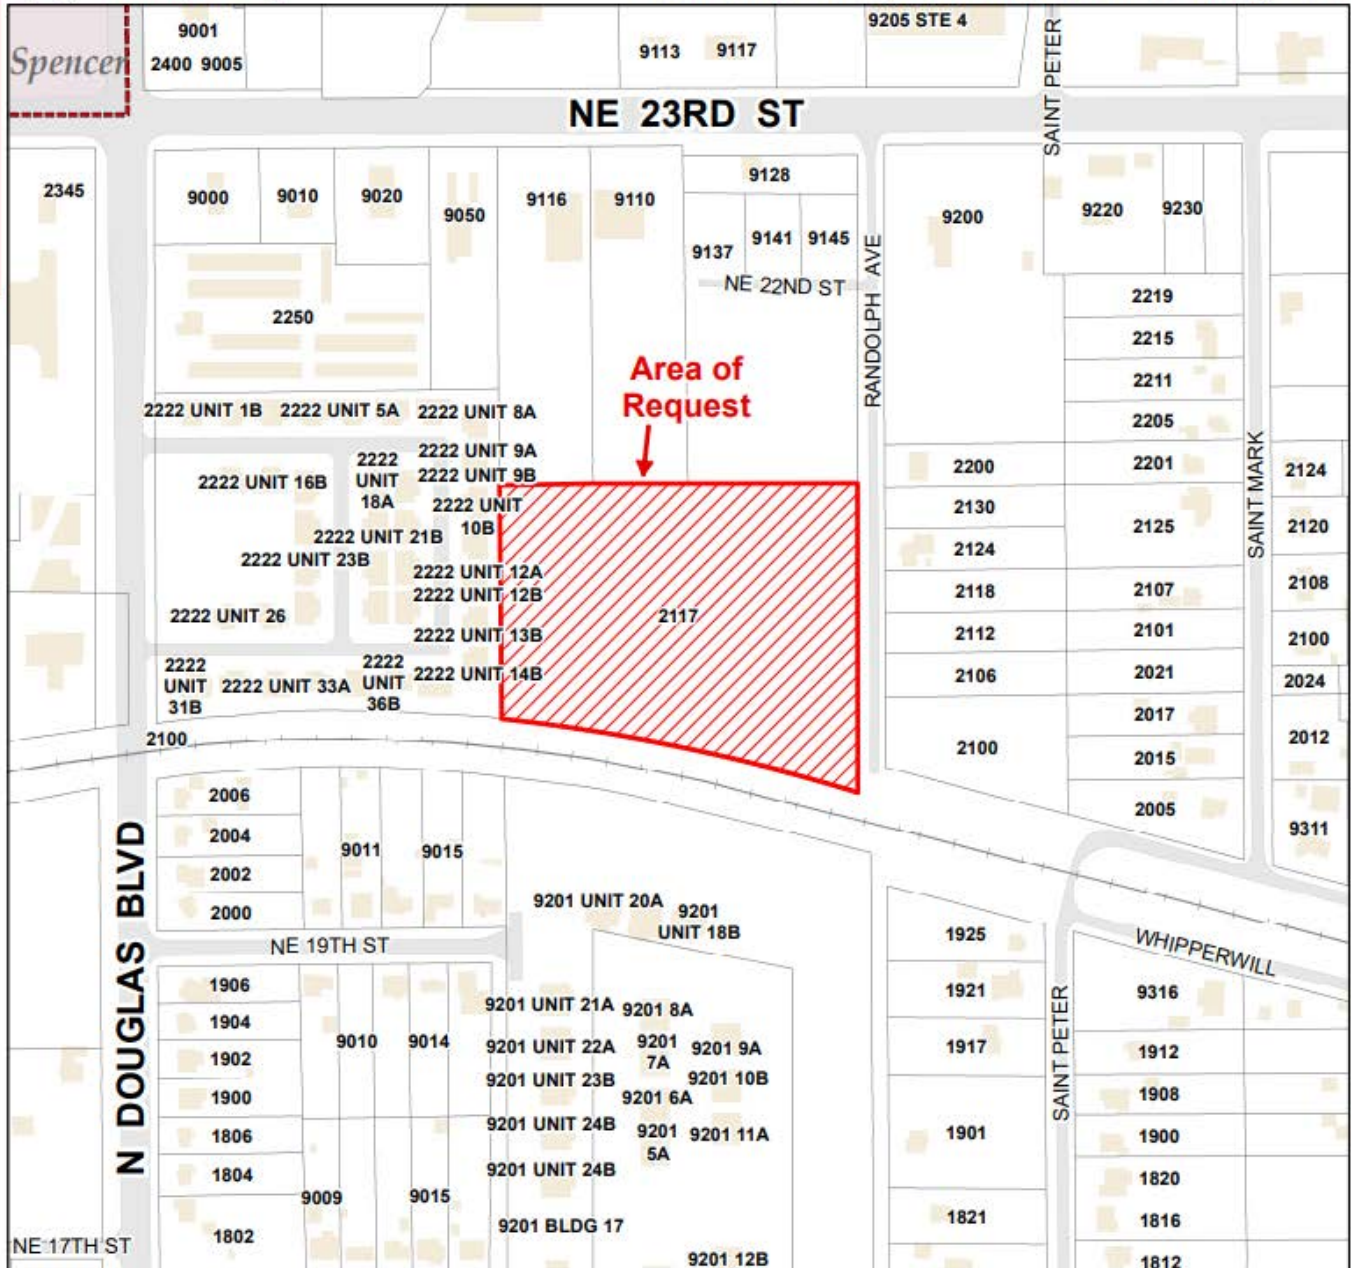 9001
9205 STE 4
Spencer
2400 9005
9113
9117
SAINT PETER
NE 23RD ST
2345
9000
9010
9020
9050
9116
9110
9128
9137
9141
9145
9200
9220
9230
NE 22ND ST
RANDOLPH AVE
2250
2219
2215
2211
2205
2201
Area of
Request
2222 UNIT 1B
2222 UNIT 5A
2222 UNIT 8A
2222 UNIT 9A
2222 UNIT 9B
2222
UNIT
18A
2222 UNIT 16B
2222 UNIT
10B
2222 UNIT 21B
2222 UNIT 23B
2222 UNIT 12A
2222 UNIT 12B
2222 UNIT 26
2222 UNIT 13B
2222 UNIT 14B
2222
UNIT
31B
2222 UNIT 33A
2222
UNIT
36B
2117
2200
2130
2124
2118
2112
2106
2100
2125
2107
2101
2021
2017
2015
2005
SAINT MARK
2124
2120
2108
2100
2024
2012
9311
2100
2006
2004
2002
2000
9011
9015
N DOUGLAS BLVD
NE 19TH ST
9201 UNIT 20A
9201
UNIT 18B
1925
1921
1917
1901
1821
WHIPPERWILL
SAINT PETER
9316
1912
1908
1900
1820
1816
1812
1906
1904
1902
1900
1806
1804
1802
9010
9014
9009
9015
9201 UNIT 21A
9201 8A
9201 UNIT 22A
9201
7A
9201 9A
9201 UNIT 23B
9201 10B
9201 6A
9201 UNIT 24B
9201
5A
9201 11A
9201 UNIT 24B
9201 BLDG 17
9201 12B
NE 17TH ST